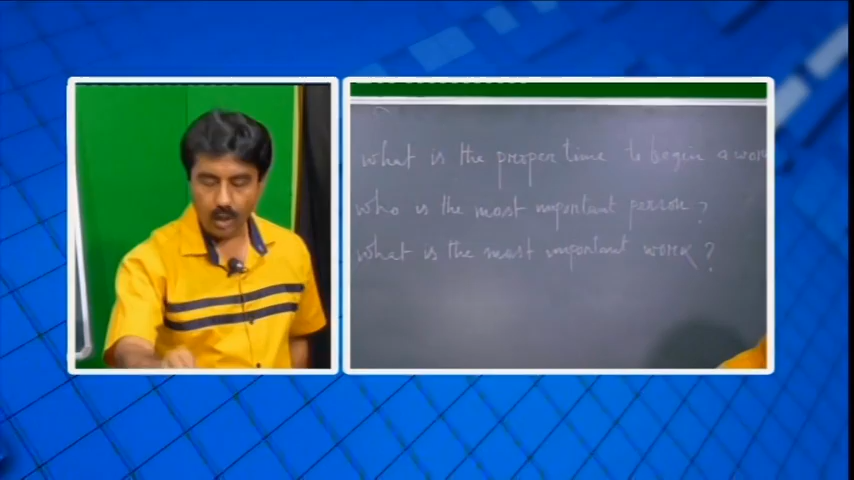 what is the proper time to begin a work
who is the most important person ?
what is the most important work ?